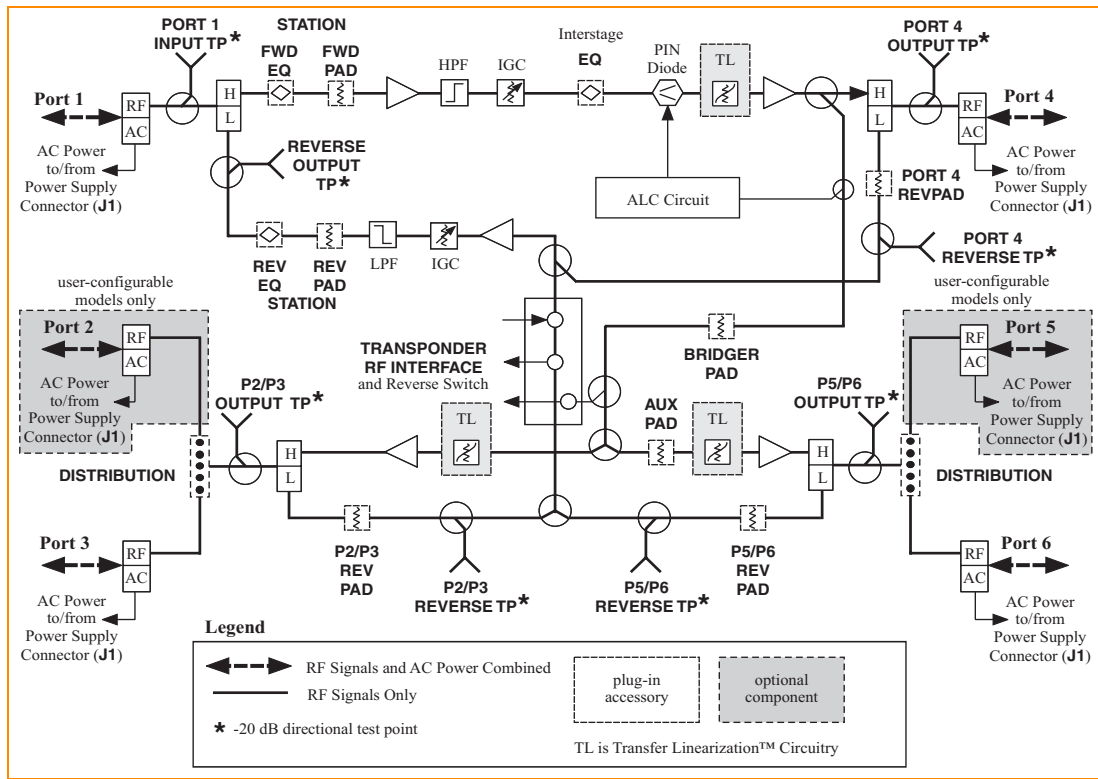 PORT 1
INPUT TP*
STATION
FWD
EQ
FWD
PAD
HPF
IGC
Interstage
EQ
PIN
Diode
TL
PORT 4
OUTPUT TP*
Port 1
RF
AC
H
L
H
L
RF
AC
Port 4
AC Power
to/from
Power Supply
Connector (J1)
REVERSE
OUTPUT
TP*
ALC Circuit
PORT 4
REVPAD
AC Power
to/from
Power Supply
Connector (J1)
REV
EQ
REV
PAD
STATION
LPF
IGC
PORT 4
REVERSE TP*
user-configurable
models only
Port 2
RF
AC
AC Power
to/from
Power Supply
Connector (J1)
TRANSPONDER
RF INTERFACE
and Reverse Switch
BRIDGER
PAD
user-configurable
models only
Port 5
RF
AC
AC Power
to/from
Power Supply
Connector (J1)
P2/P3
OUTPUT TP*
TL
AUX
PAD
TL
P5/P6
OUTPUT TP*
DISTRIBUTION
H
L
H
L
DISTRIBUTION
Port 3
RF
AC
AC Power
to/from
Power Supply
Connector (J1)
P2/P3
REV
PAD
P2/P3
REVERSE TP*
P5/P6
REVERSE TP*
P5/P6
REV
PAD
RF
AC
Port 6
AC Power
to/from
Power Supply
Connector (J1)
Legend
RF Signals and AC Power Combined
RF Signals Only
* -20 dB directional test point
plug-in
accessory
optional
component
TL is Transfer Linearization™ Circuitry